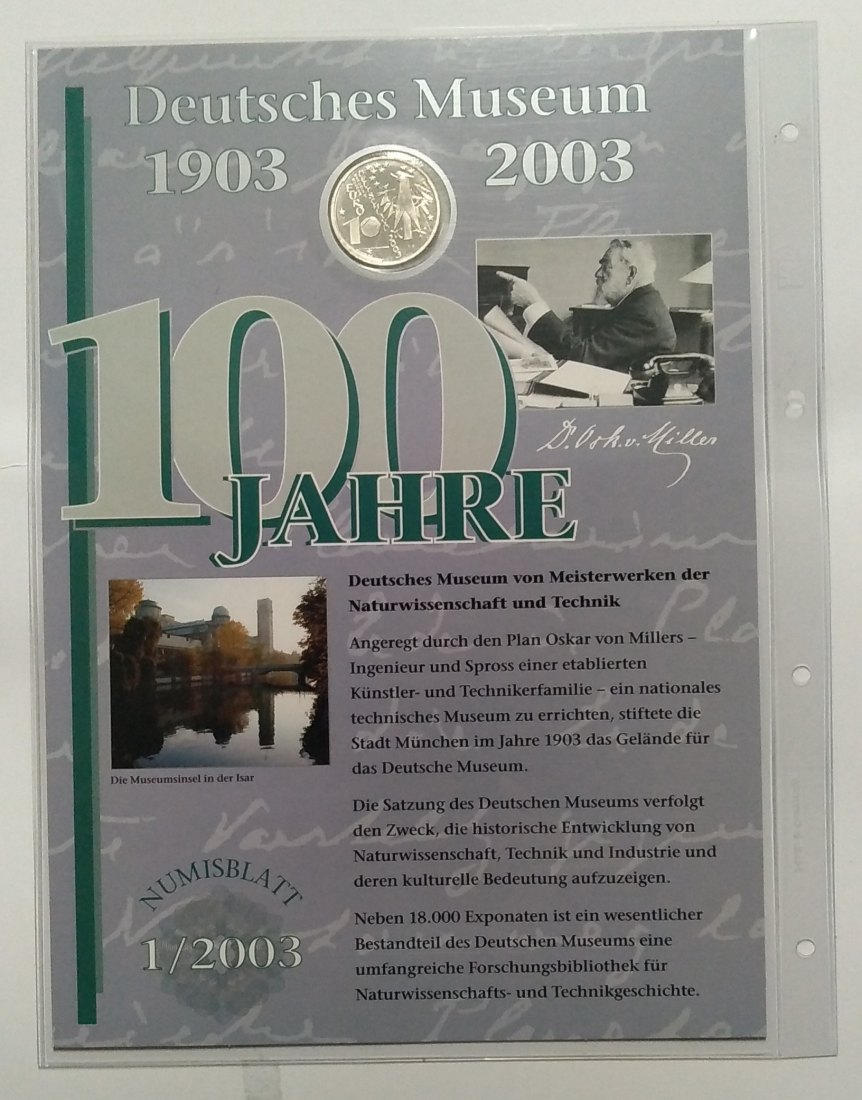 Deutsches Museum
1903 2003
EURO
10
2003
100
JAHRE
Dr. Osk. v. Miller
Deutsches Museum von Meisterwerken der
Naturwissenschaft und Technik
Angeregt durch den Plan Oskar von Millers –
Ingenieur und Spross einer etablierten
Künstler- und Technikerfamilie – ein nationales
technisches Museum zu errichten, stiftete die
Stadt München im Jahre 1903 das Gelände für
das Deutsche Museum.
Die Museumsinsel in der Isar
Die Satzung des Deutschen Museums verfolgt
den Zweck, die historische Entwicklung von
Naturwissenschaft, Technik und Industrie und
deren kulturelle Bedeutung aufzuzeigen.
Neben 18.000 Exponaten ist ein wesentlicher
Bestandteil des Deutschen Museums eine
umfangreiche Forschungsbibliothek für
Naturwissenschafts- und Technikgeschichte.
NUMISBLATT
1/2003